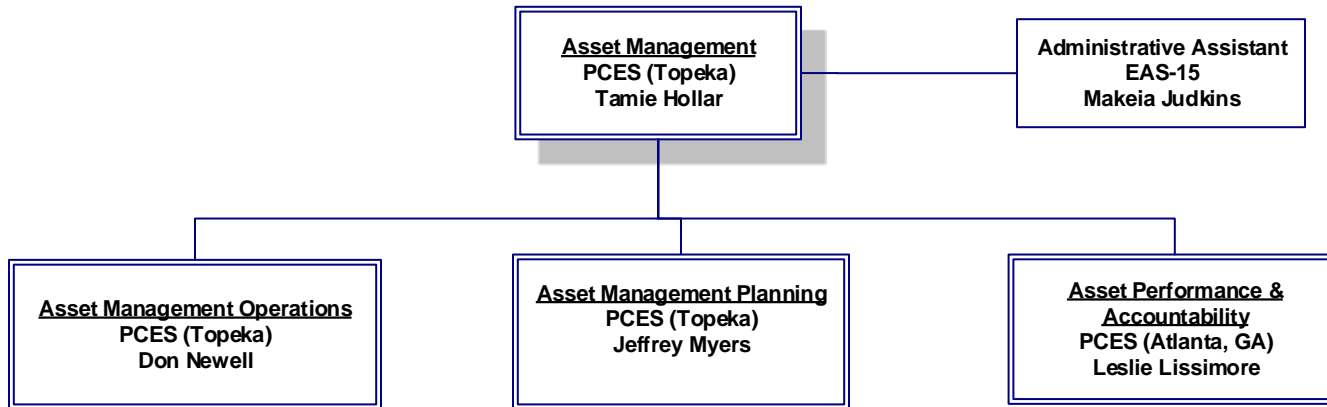 Asset Management
PCES (Topeka)
Tamie Hollar
Administrative Assistant
EAS-15
Makeia Judkins
Asset Management Operations
PCES (Topeka)
Don Newell
Asset Management Planning
PCES (Topeka)
Jeffrey Myers
Asset Performance &
Accountability
PCES (Atlanta, GA)
Leslie Lissimore